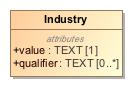 Industry
attributes
+value : TEXT [1]
+qualifier : TEXT [0..*]